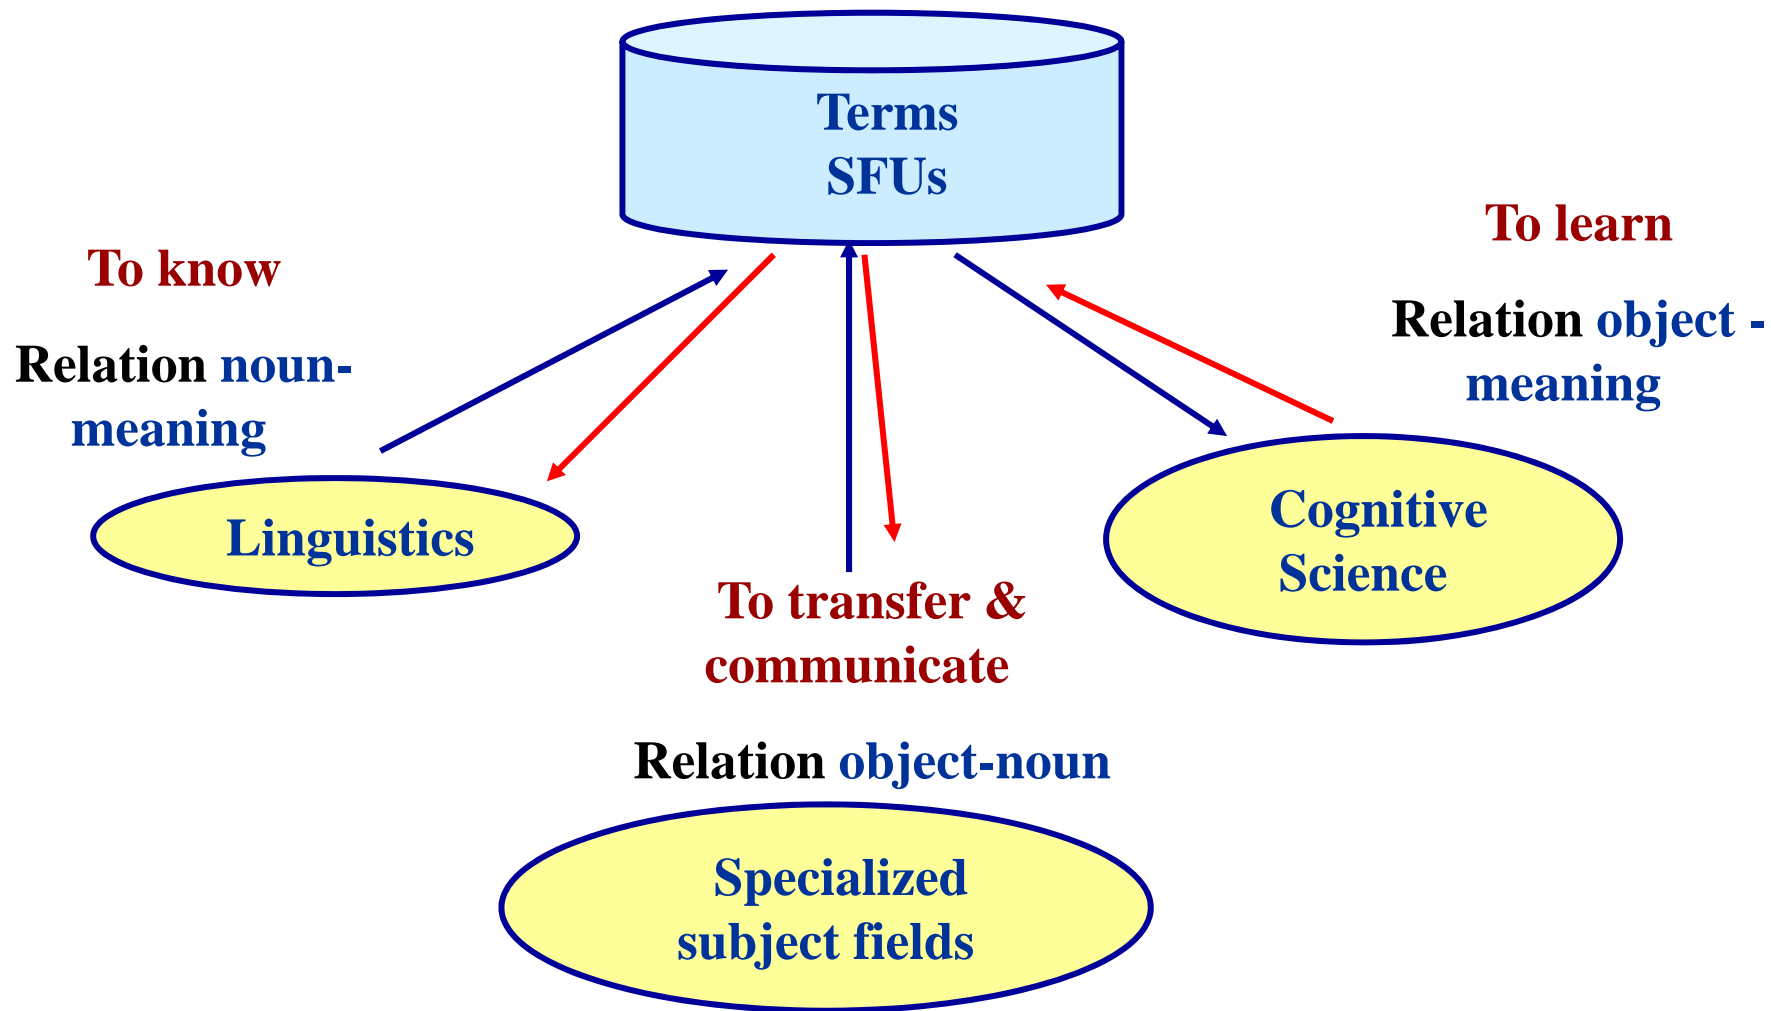 Terms
SFUs
To know
Relation noun-
meaning
Linguistics
To transfer &
communicate
Relation object-noun
Specialized
subject fields
To learn
Relation object -
meaning
Cognitive
Science